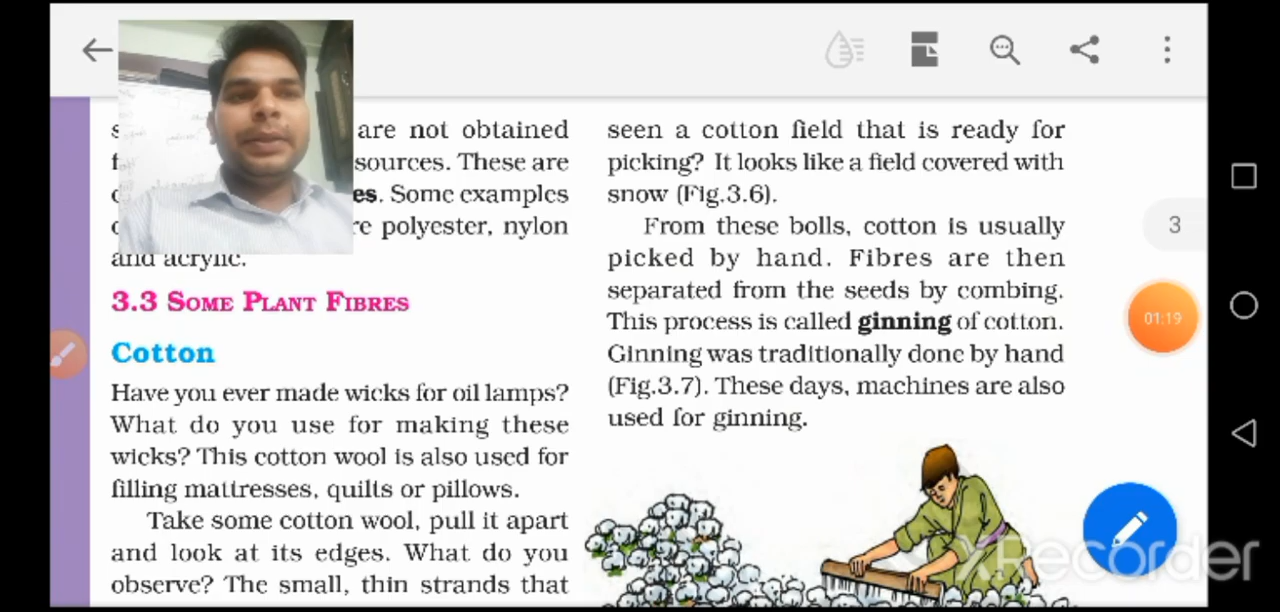 s
are not obtained
f
sources. These are
es. Some examples
re polyester, nylon
and acrylic.
3.3 SOME PLANT FIBRES
Cotton
Have you ever made wicks for oil lamps?
What do you use for making these
wicks? This cotton wool is also used for
filling mattresses, quilts or pillows.
Take some cotton wool, pull it apart
and look at its edges. What do you
observe? The small, thin strands that
seen a cotton field that is ready for
picking? It looks like a field covered with
snow (Fig.3.6).
From these bolls, cotton is usually
picked by hand. Fibres are then
separated from the seeds by combing.
This process is called ginning of cotton.
Ginning was traditionally done by hand
(Fig.3.7). These days, machines are also
used for ginning.
3
01:19
XRecorder